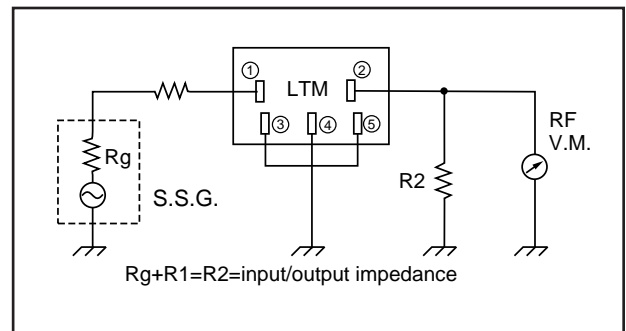 ① LTM ②
③ ④ ⑤
Rg
S.S.G.
R2
RF
V.M.
Rg+R1=R2=input/output impedance